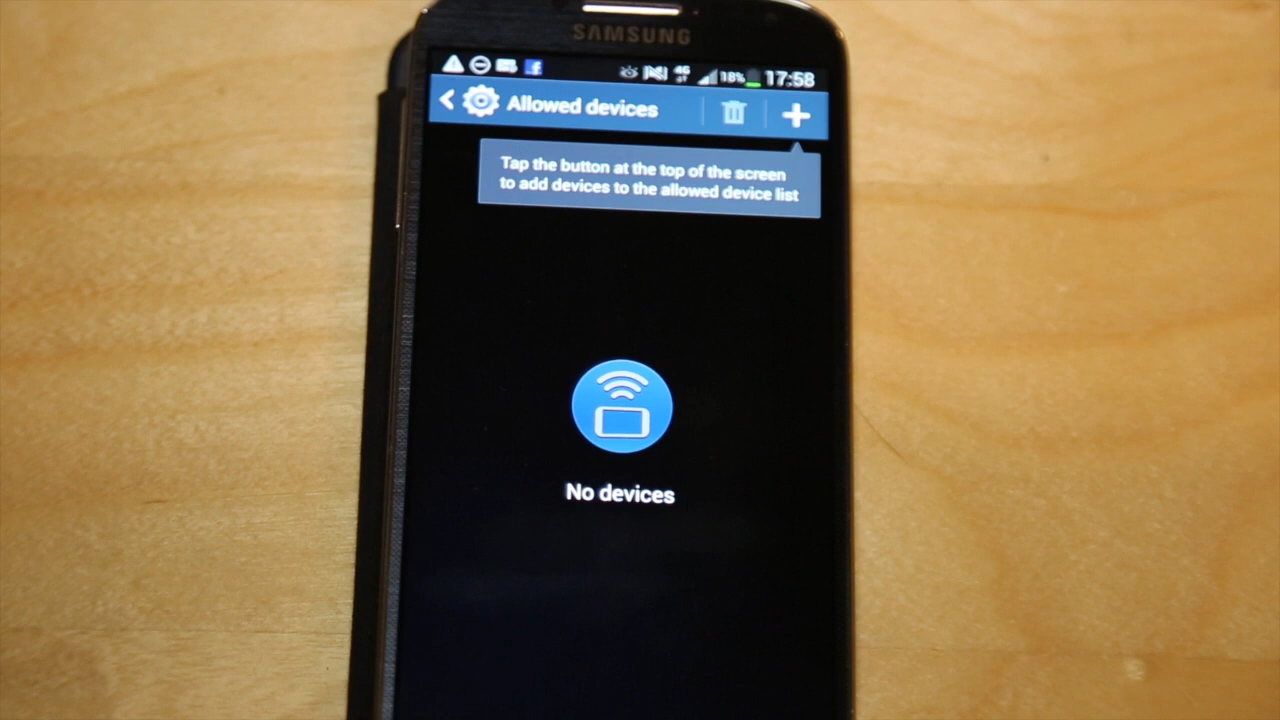 SAMSUNG
4G 18% 17:58
Allowed devices
Tap the button at the top of the screen
to add devices to the allowed device list
No devices